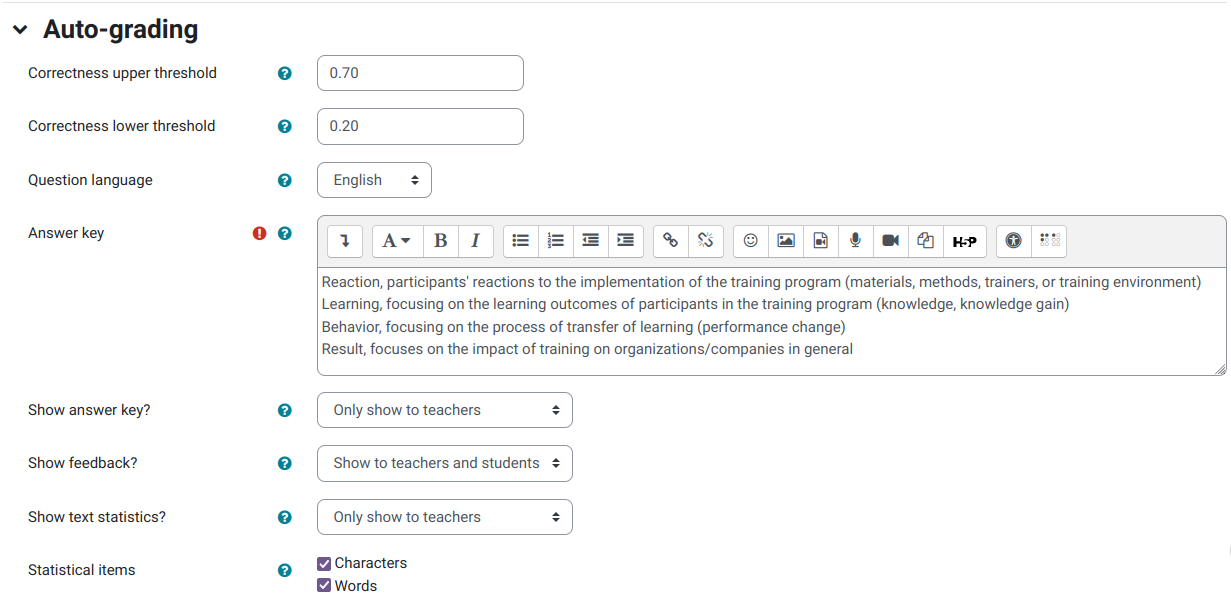 Auto-grading
Correctness upper threshold 0.70
Correctness lower threshold 0.20
Question language English
Answer key
A B I H-P
Reaction, participants' reactions to the implementation of the training program (materials, methods, trainers, or training environment)
Learning, focusing on the learning outcomes of participants in the training program (knowledge, knowledge gain)
Behavior, focusing on the process of transfer of learning (performance change)
Result, focuses on the impact of training on organizations/companies in general
Show answer key? Only show to teachers
Show feedback? Show to teachers and students
Show text statistics? Only show to teachers
Statistical items Characters
Words